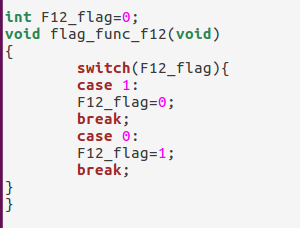 int F12_flag=0;
void flag_func_f12(void)
{
switch(F12_flag){
case 1:
F12_flag=0;
break;
case 0:
F12_flag=1;
break;
}
}